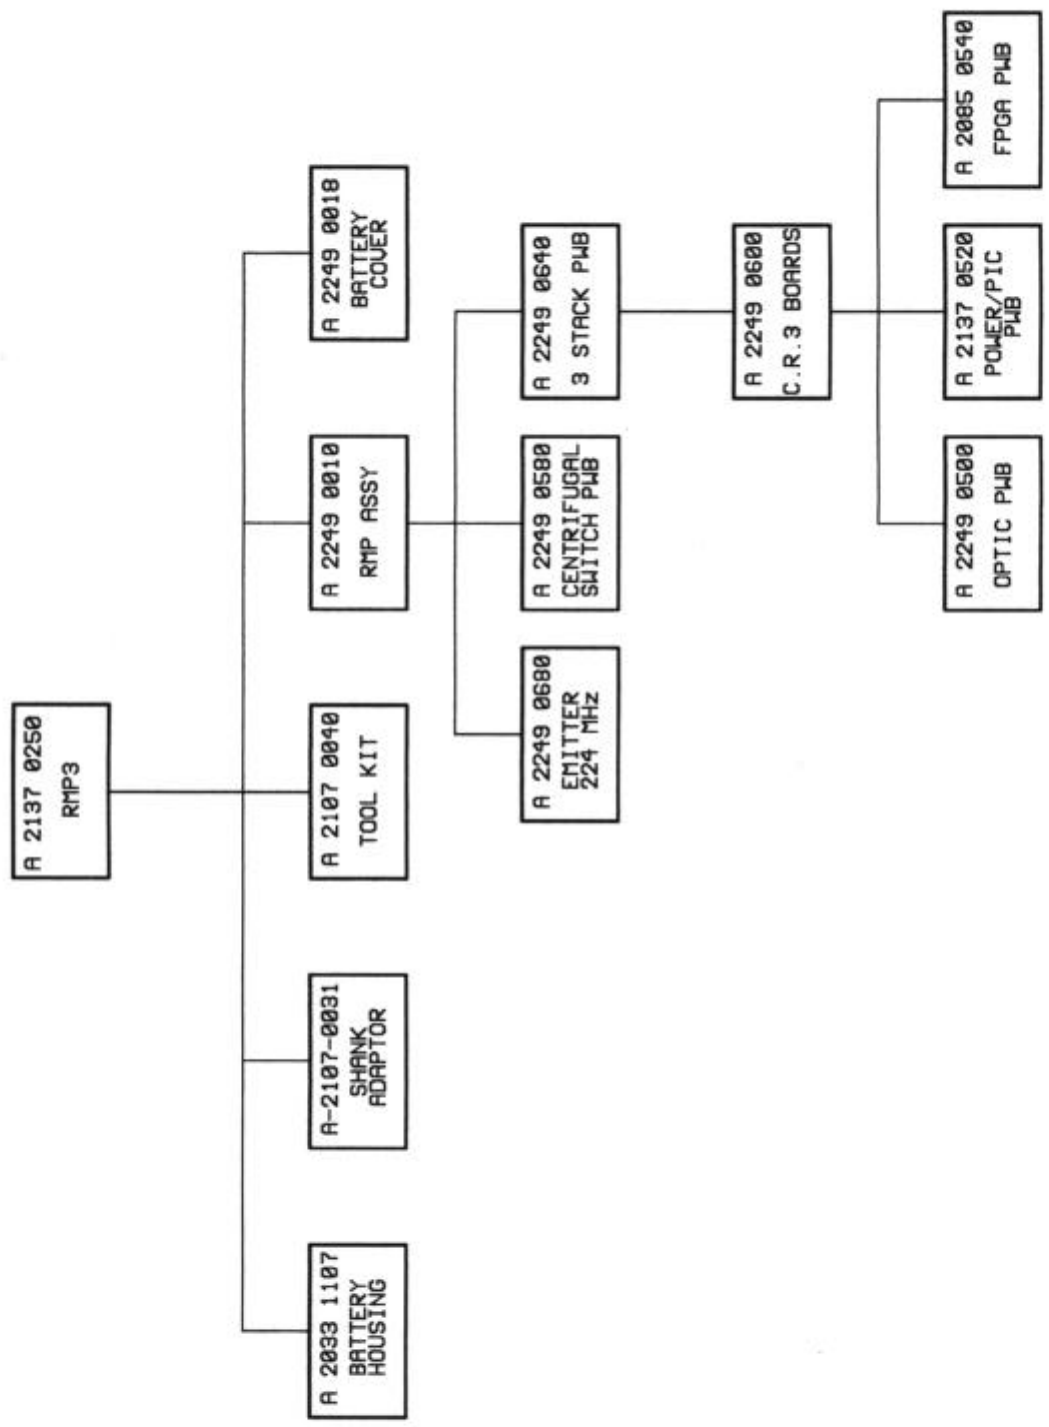 A 2137 0250
RMP3
A 2033 1107
BATTERY
HOUSING
A-2107-0031
SHANK
ADAPTOR
A 2107 0040
TOOL KIT
A 2249 0010
RMP ASSY
A 2249 0018
BATTERY
COVER
A 2249 0680
EMITTER
224 MHz
A 2249 0580
CENTRIFUGAL
SWITCH PWB
A 2249 0640
3 STACK PWB
A 2249 0600
C.R.3 BOARDS
A 2249 0500
OPTIC PWB
A 2137 0520
POWER/PIC
PWB
A 2085 0540
FPGA PWB